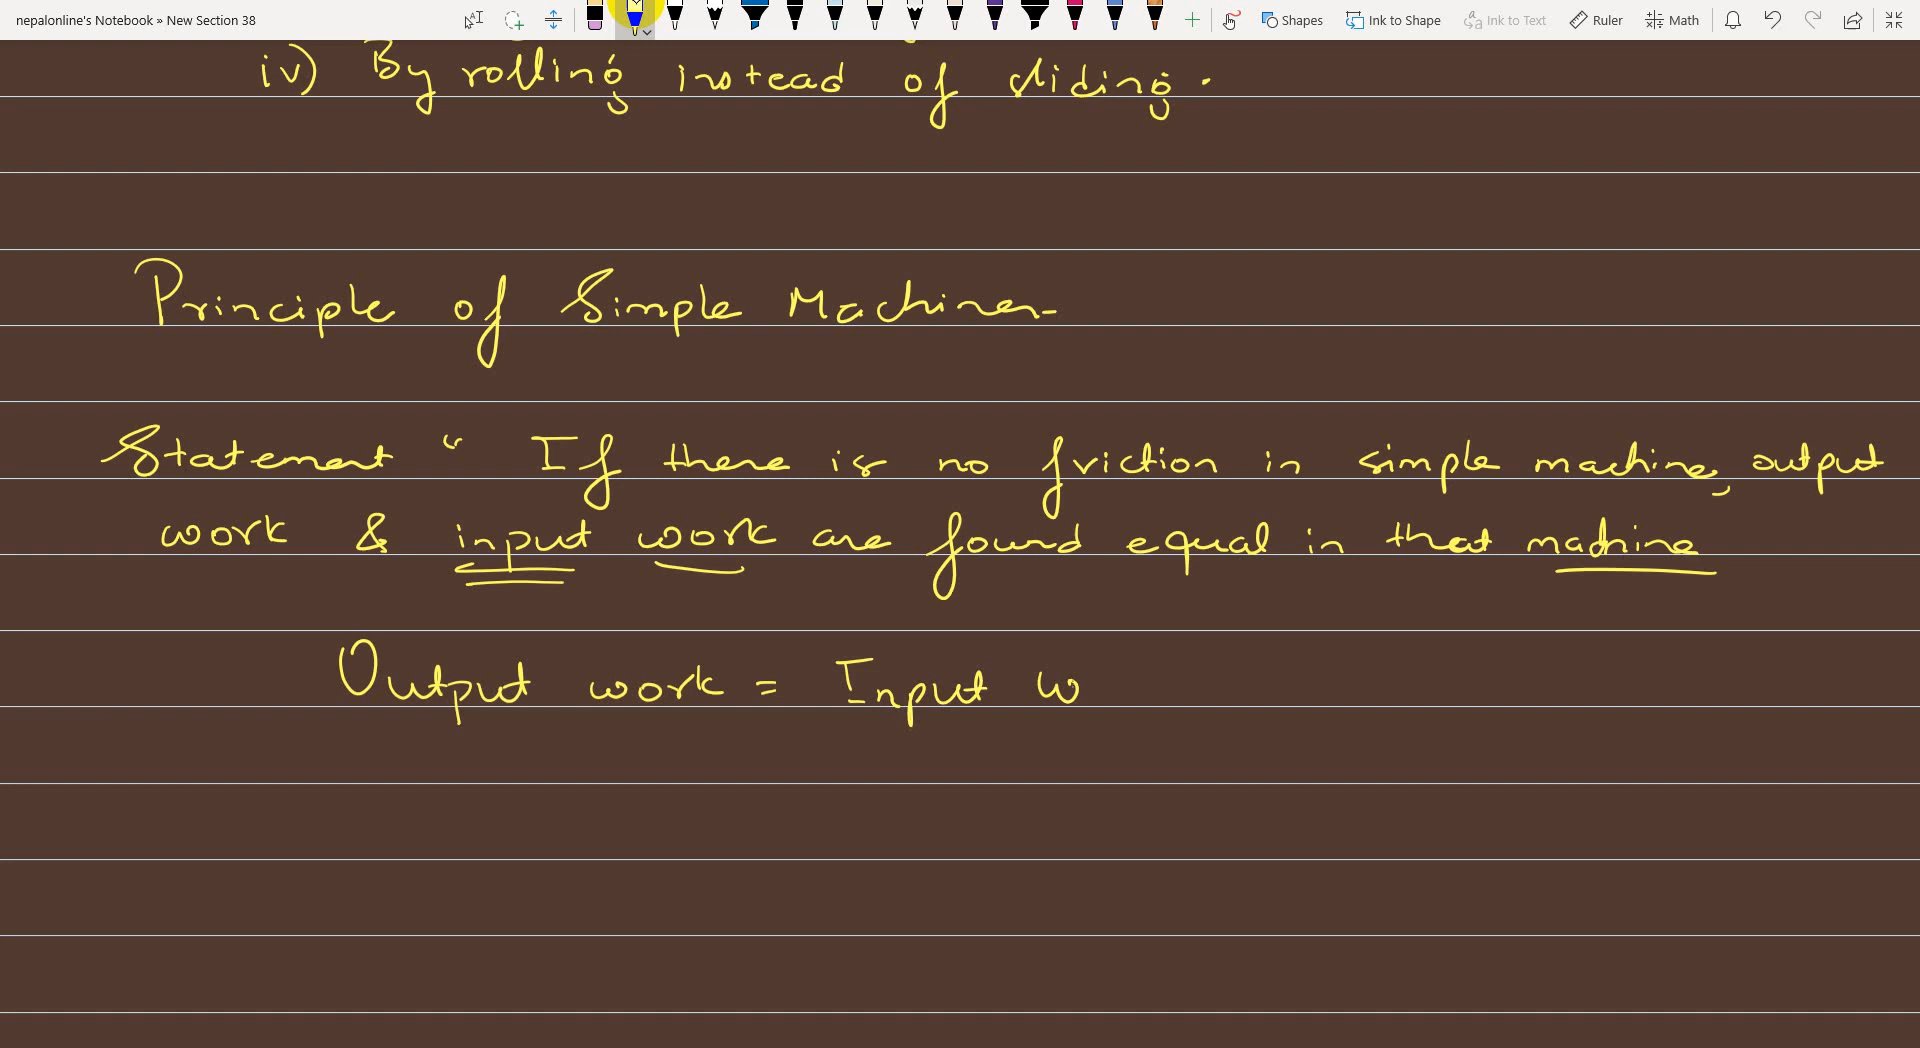 nepalonline's Notebook » New Section 38
Shapes Ink to Shape Ink to Text Ruler Math
iv) By rolling instead of sliding.
Principle of Simple Machines
Statement " If there is no friction in simple machine, output
work & input work are found equal in that machine
Output work = Input w